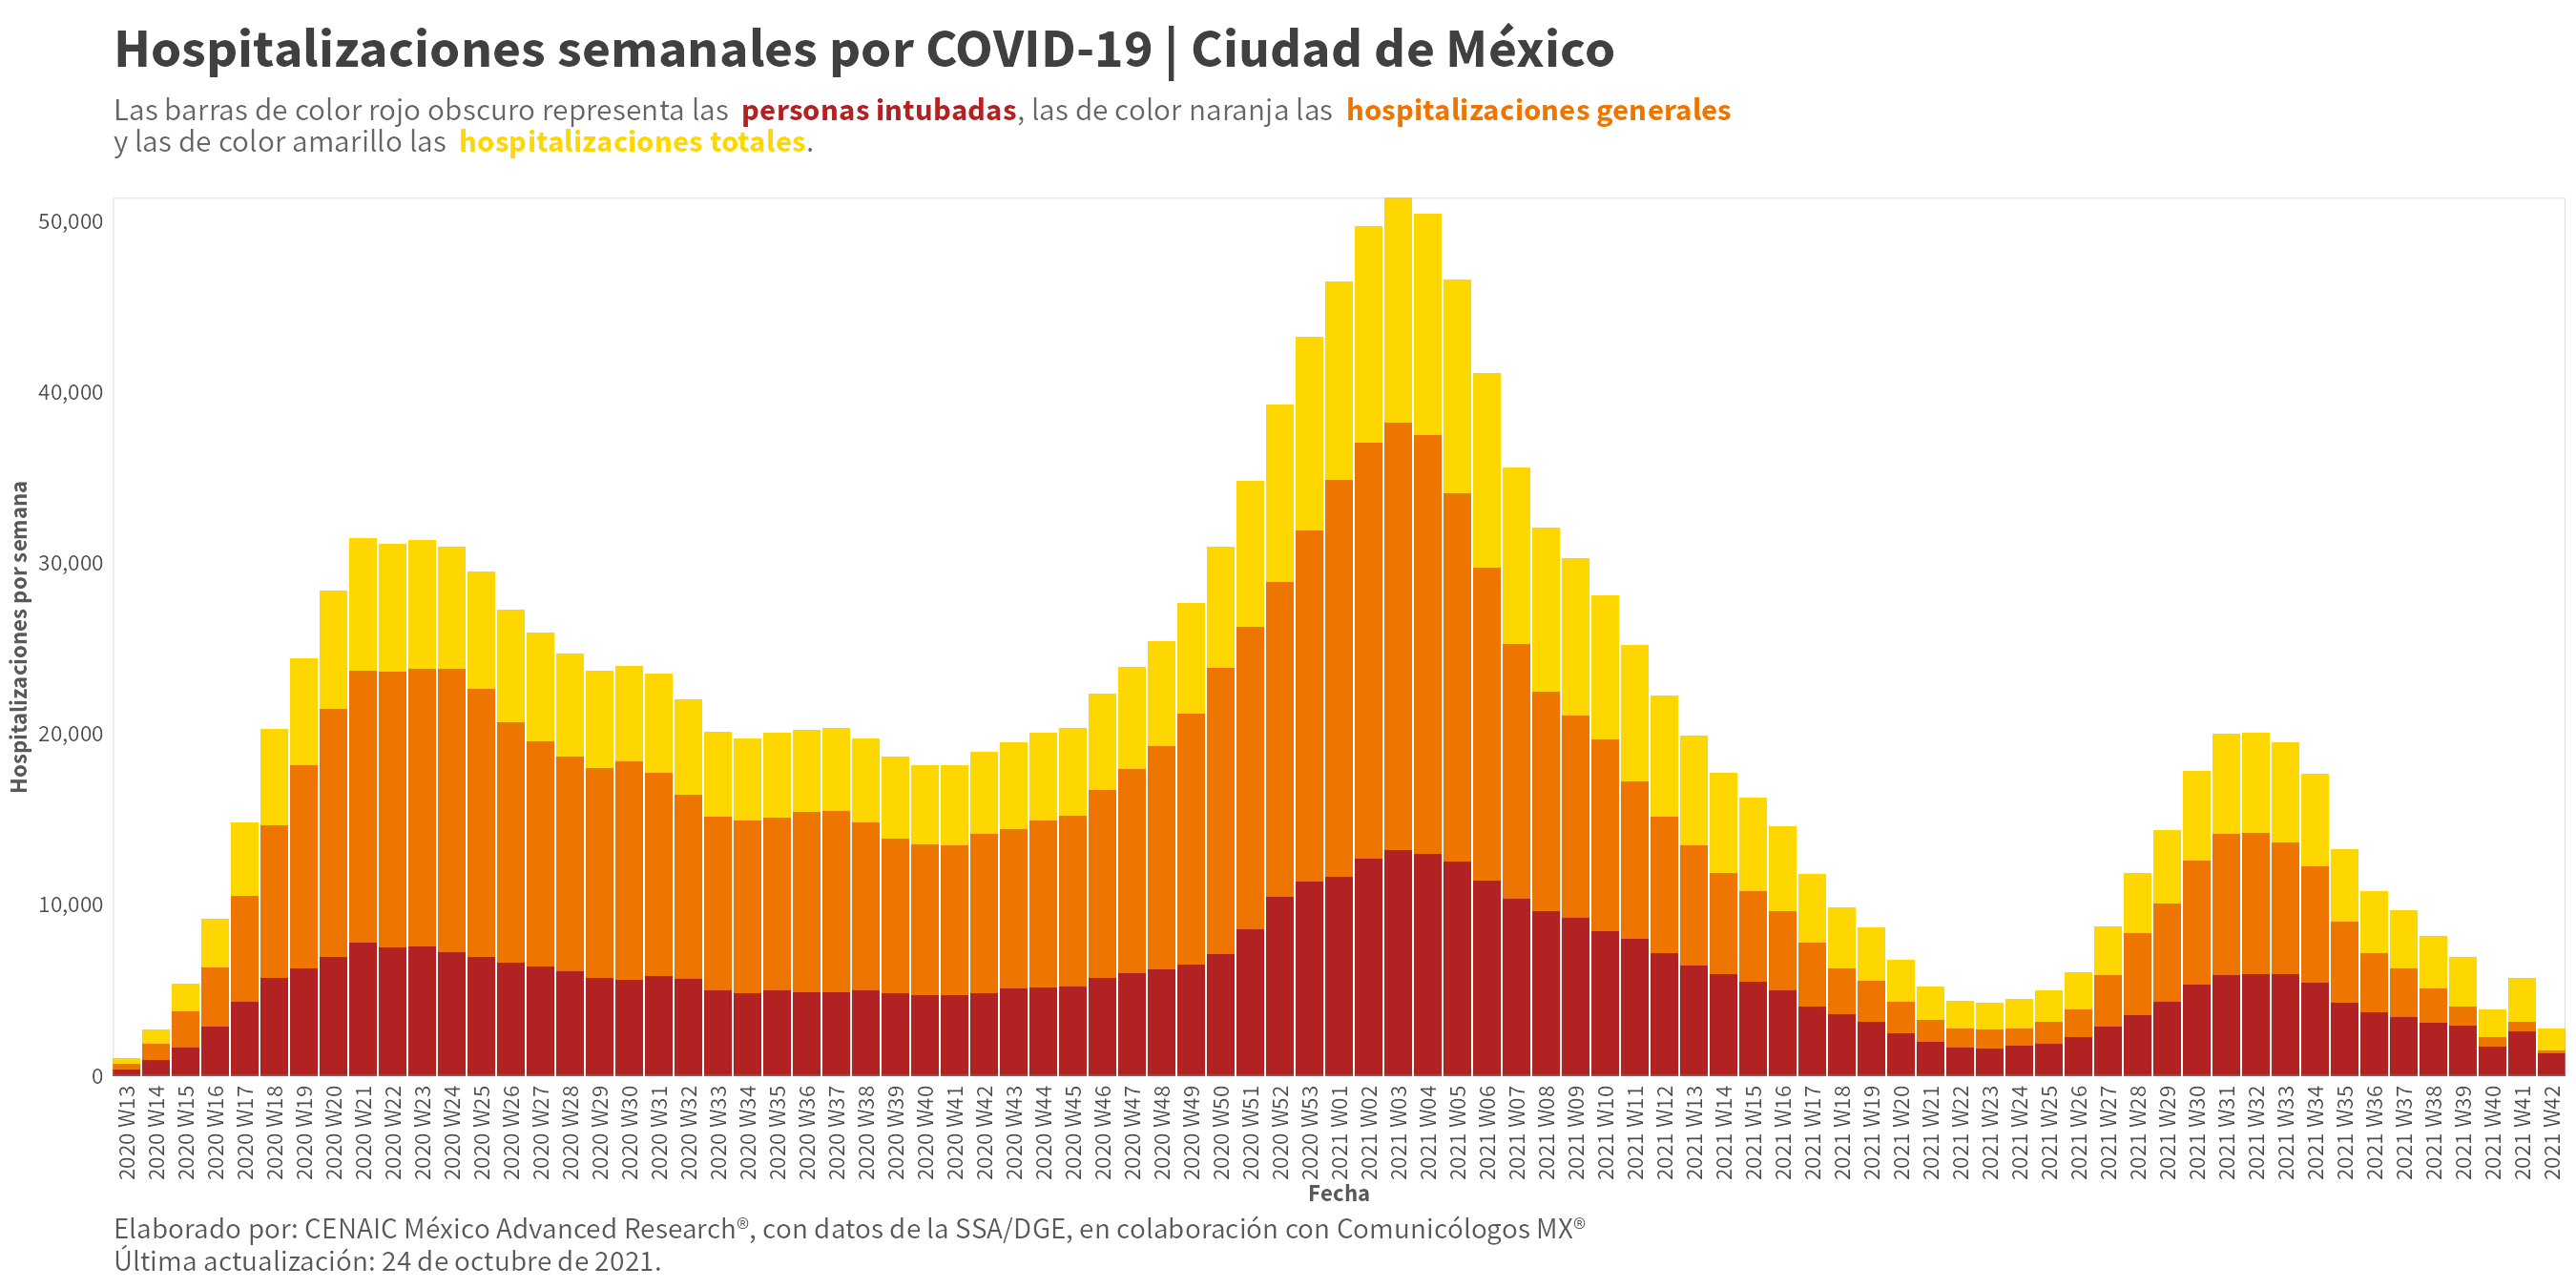 Hospitalizaciones semanales por COVID-19 | Ciudad de México
Las barras de color rojo obscuro representa las personas intubadas, las de color naranja las hospitalizaciones generales
y las de color amarillo las hospitalizaciones totales.
Hospitalizaciones por semana
50,000
40,000
30,000
20,000
10,000
0
2020 W13
2020 W14
2020 W15
2020 W16
2020 W17
2020 W18
2020 W19
2020 W20
2020 W21
2020 W22
2020 W23
2020 W24
2020 W25
2020 W26
2020 W27
2020 W28
2020 W29
2020 W30
2020 W31
2020 W32
2020 W33
2020 W34
2020 W35
2020 W36
2020 W37
2020 W38
2020 W39
2020 W40
2020 W41
2020 W42
2020 W43
2020 W44
2020 W45
2020 W46
2020 W47
2020 W48
2020 W49
2020 W50
2020 W51
2020 W52
2020 W53
2021 W01
2021 W02
2021 W03
2021 W04
2021 W05
2021 W06
2021 W07
2021 W08
2021 W09
2021 W10
2021 W11
2021 W12
2021 W13
2021 W14
2021 W15
2021 W16
2021 W17
2021 W18
2021 W19
2021 W20
2021 W21
2021 W22
2021 W23
2021 W24
2021 W25
2021 W26
2021 W27
2021 W28
2021 W29
2021 W30
2021 W31
2021 W32
2021 W33
2021 W34
2021 W35
2021 W36
2021 W37
2021 W38
2021 W39
2021 W40
2021 W41
2021 W42
Fecha
Elaborado por: CENAIC México Advanced Research®, con datos de la SSA/DGE, en colaboración con Comunicólogos MX®
Última actualización: 24 de octubre de 2021.